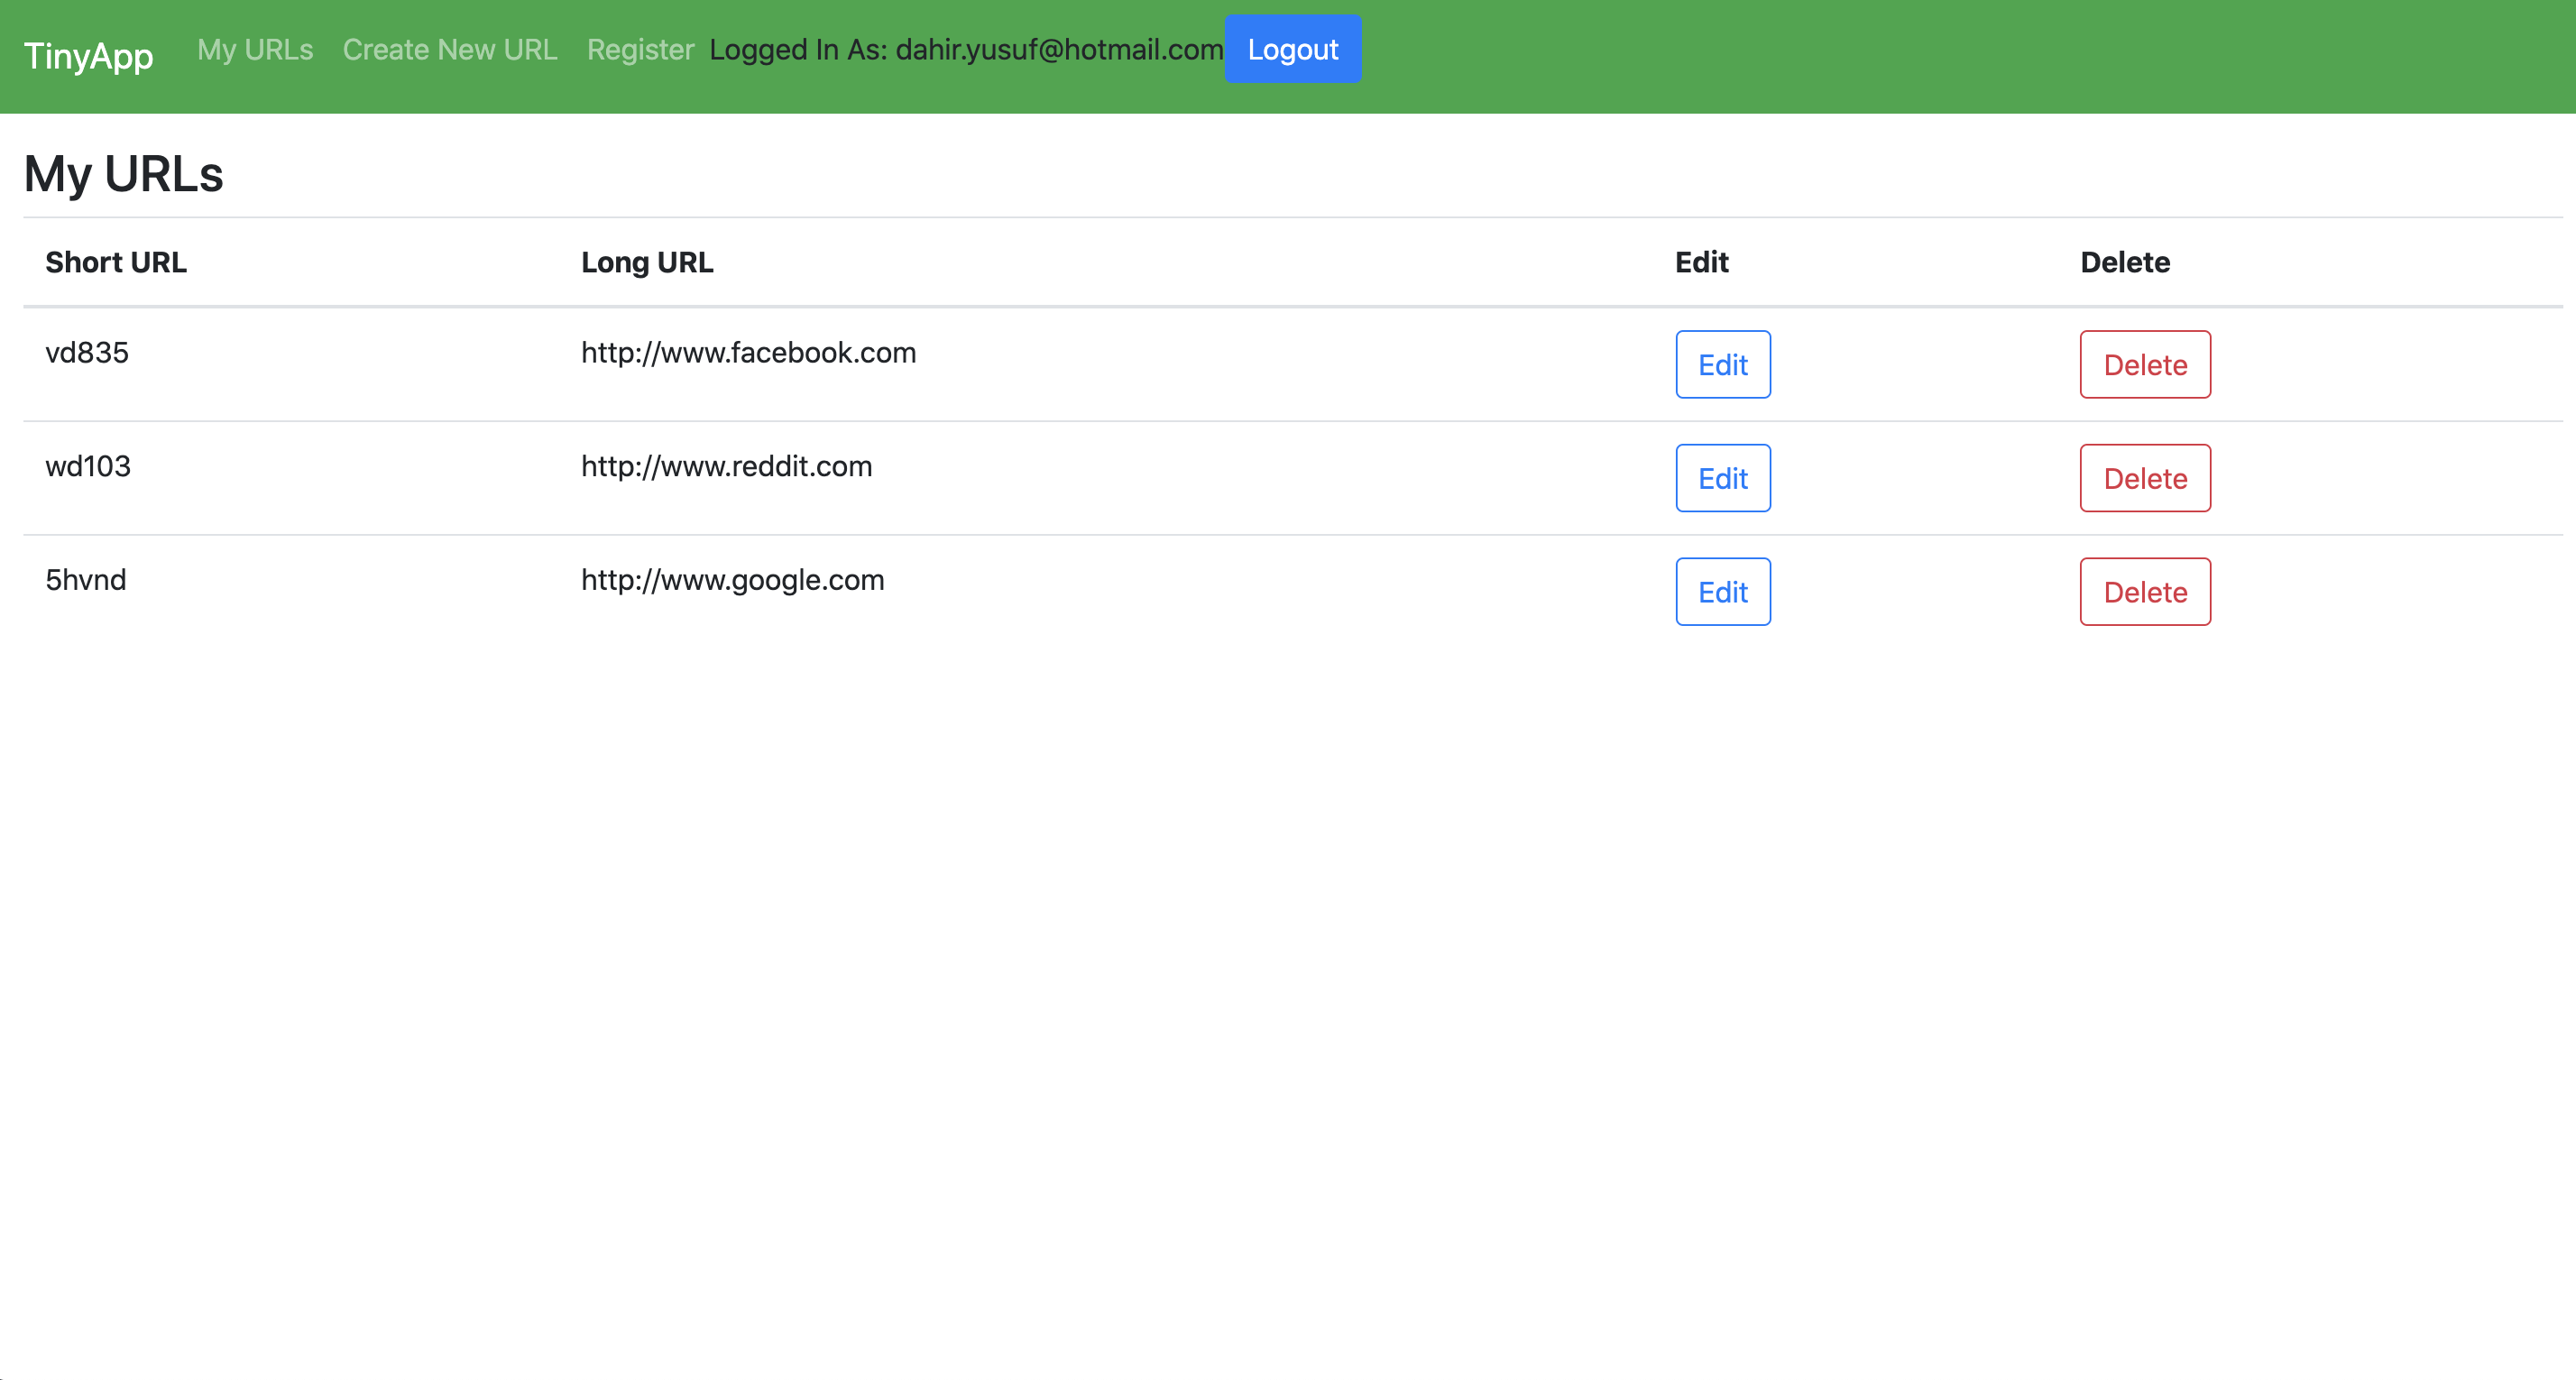 TinyApp My URLs Create New URL Register Logged In As: dahir.yusuf@hotmail.com Logout
My URLs
Short URL Long URL Edit Delete
vd835 http://www.facebook.com Edit Delete
wd103 http://www.reddit.com Edit Delete
5hvnd http://www.google.com Edit Delete